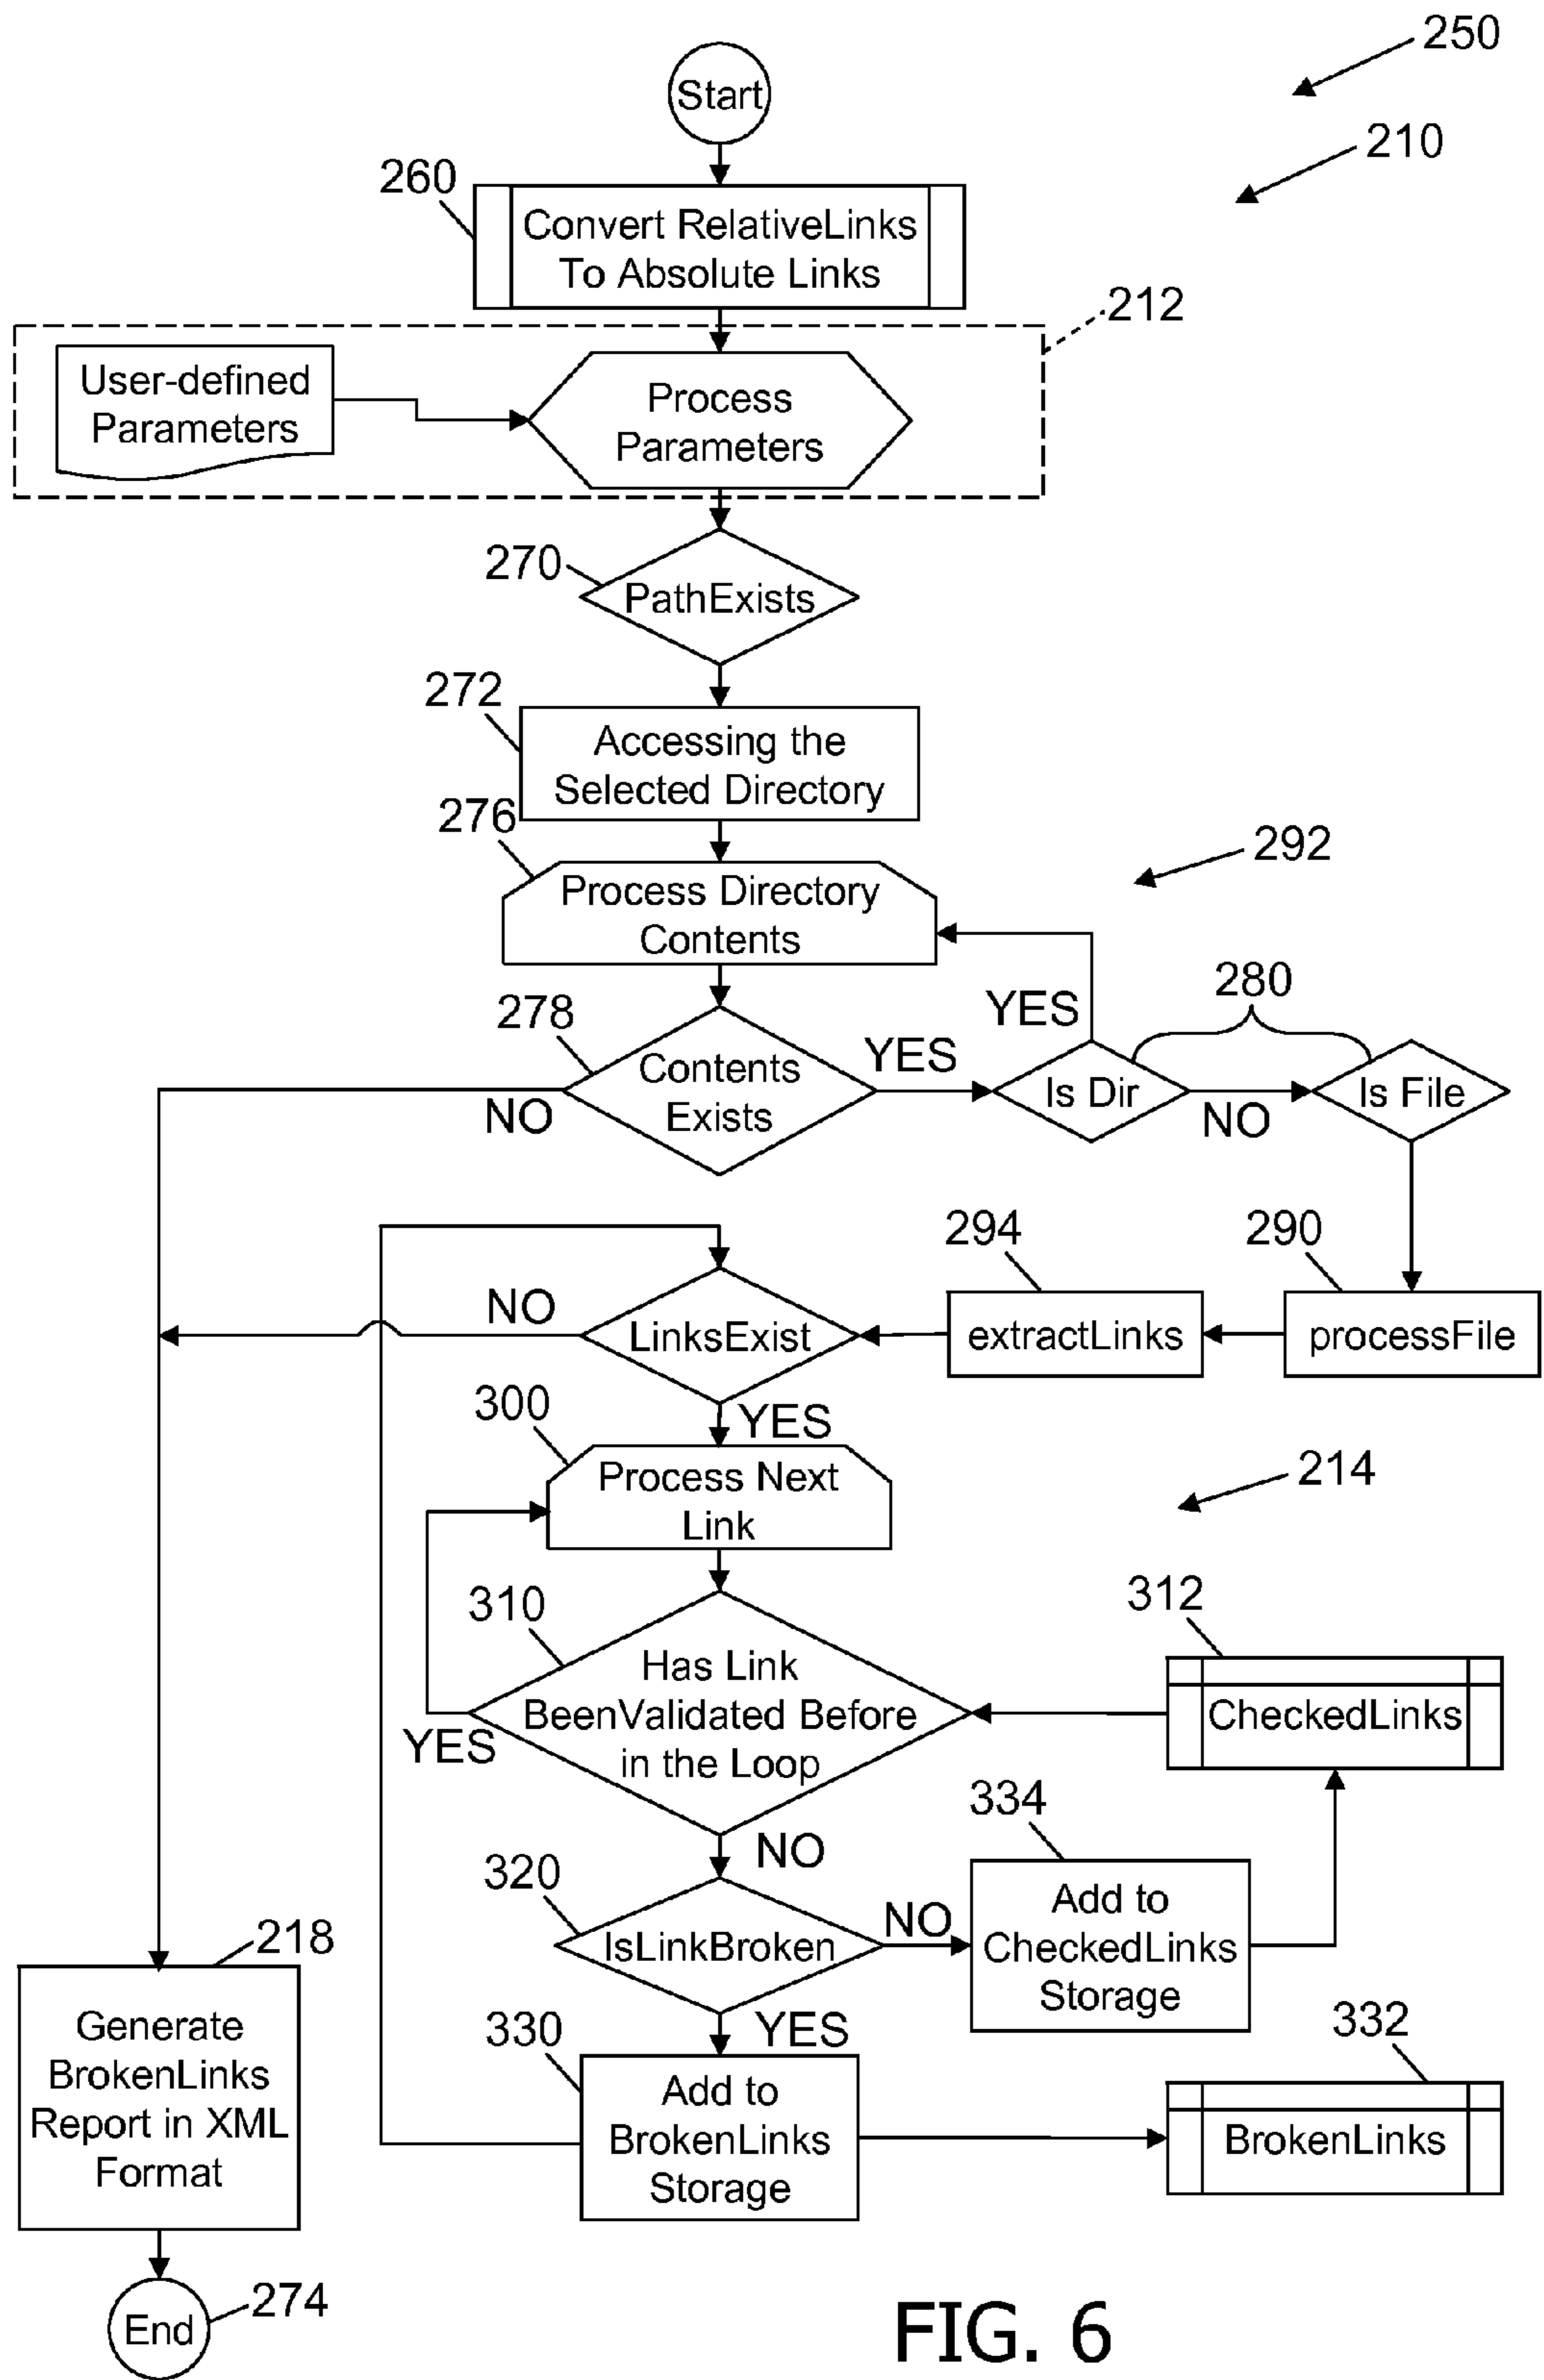 250
Start
210
260
Convert RelativeLinks
To Absolute Links
212
User-defined
Parameters
Process
Parameters
270
PathExists
272
Accessing the
Selected Directory
276
Process Directory
Contents
292
278
Contents
Exists
YES
NO
YES
280
Is Dir
NO
Is File
294
290
NO
LinksExist
extractLinks
processFile
300
YES
Process Next
Link
214
310
Has Link
BeenValidated Before
in the Loop
YES
312
CheckedLinks
NO
334
320
IsLinkBroken
NO
Add to
CheckedLinks
Storage
218
Generate
BrokenLinks
Report in XML
Format
330
YES
Add to
BrokenLinks
Storage
332
BrokenLinks
End
274
FIG. 6